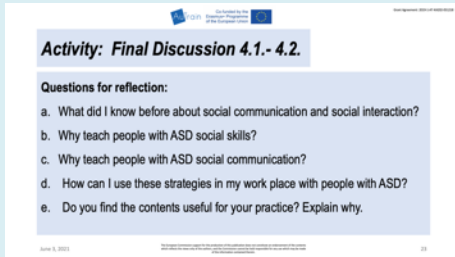 Co-funded by the
Erasmus+ Programme
of the European Union
Activity: Final Discussion 4.1.- 4.2.
Questions for reflection:
a. What did I know before about social communication and social interaction?
b. Why teach people with ASD social skills?
c. Why teach people with ASD social communication?
d. How can I use these strategies in my work place with people with ASD?
e. Do you find the contents useful for your practice? Explain why.
June 3, 2021
23